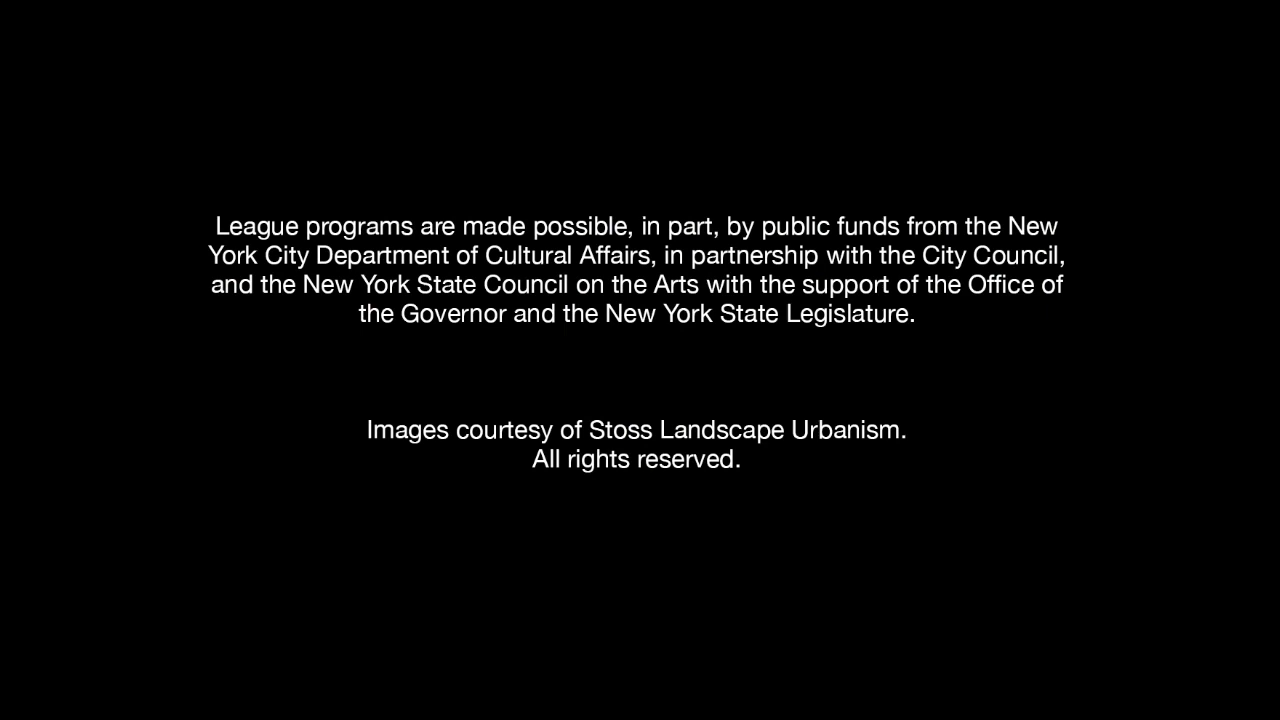 League programs are made possible, in part, by public funds from the New
York City Department of Cultural Affairs, in partnership with the City Council,
and the New York State Council on the Arts with the support of the Office of
the Governor and the New York State Legislature.
Images courtesy of Stoss Landscape Urbanism.
All rights reserved.